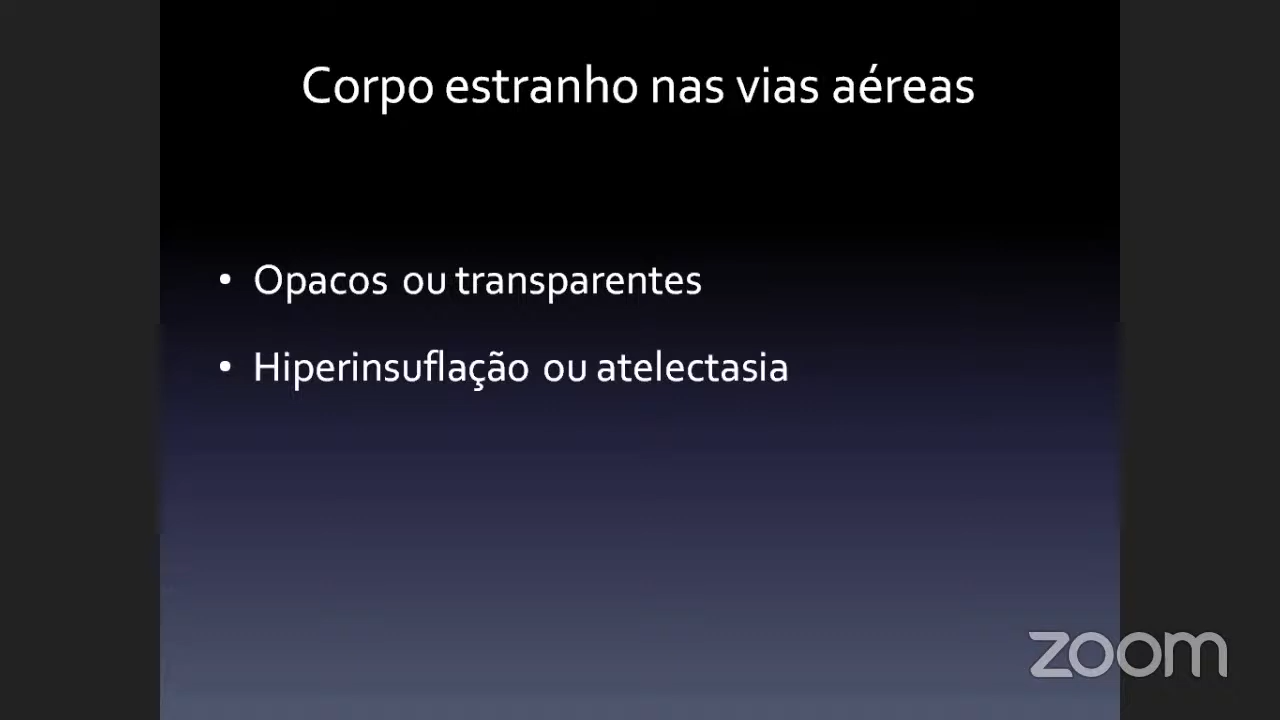 Corpo estranho nas vias aéreas
• Opacos ou transparentes
• Hiperinsuflação ou atelectasia
zoom